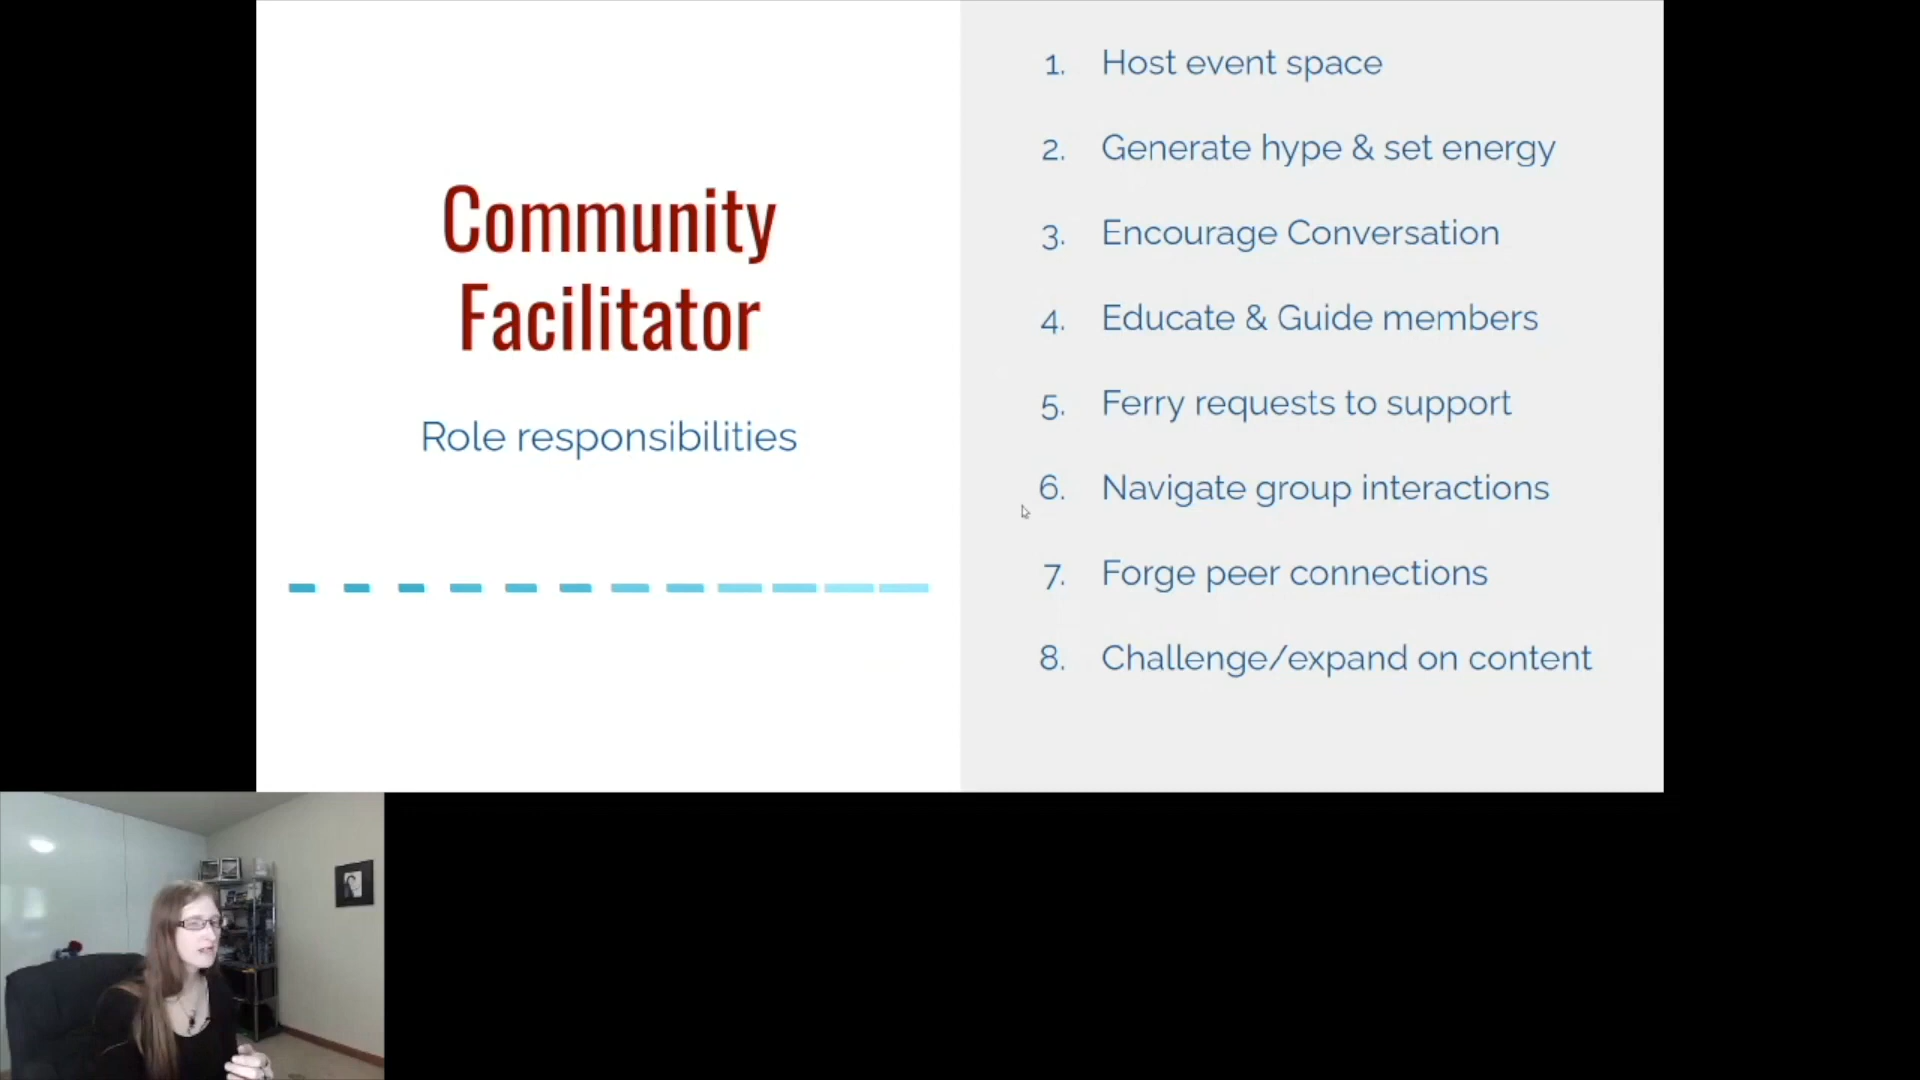 Community
Facilitator
Role responsibilities
1. Host event space
2. Generate hype & set energy
3. Encourage Conversation
4. Educate & Guide members
5. Ferry requests to support
6. Navigate group interactions
7. Forge peer connections
8. Challenge/expand on content